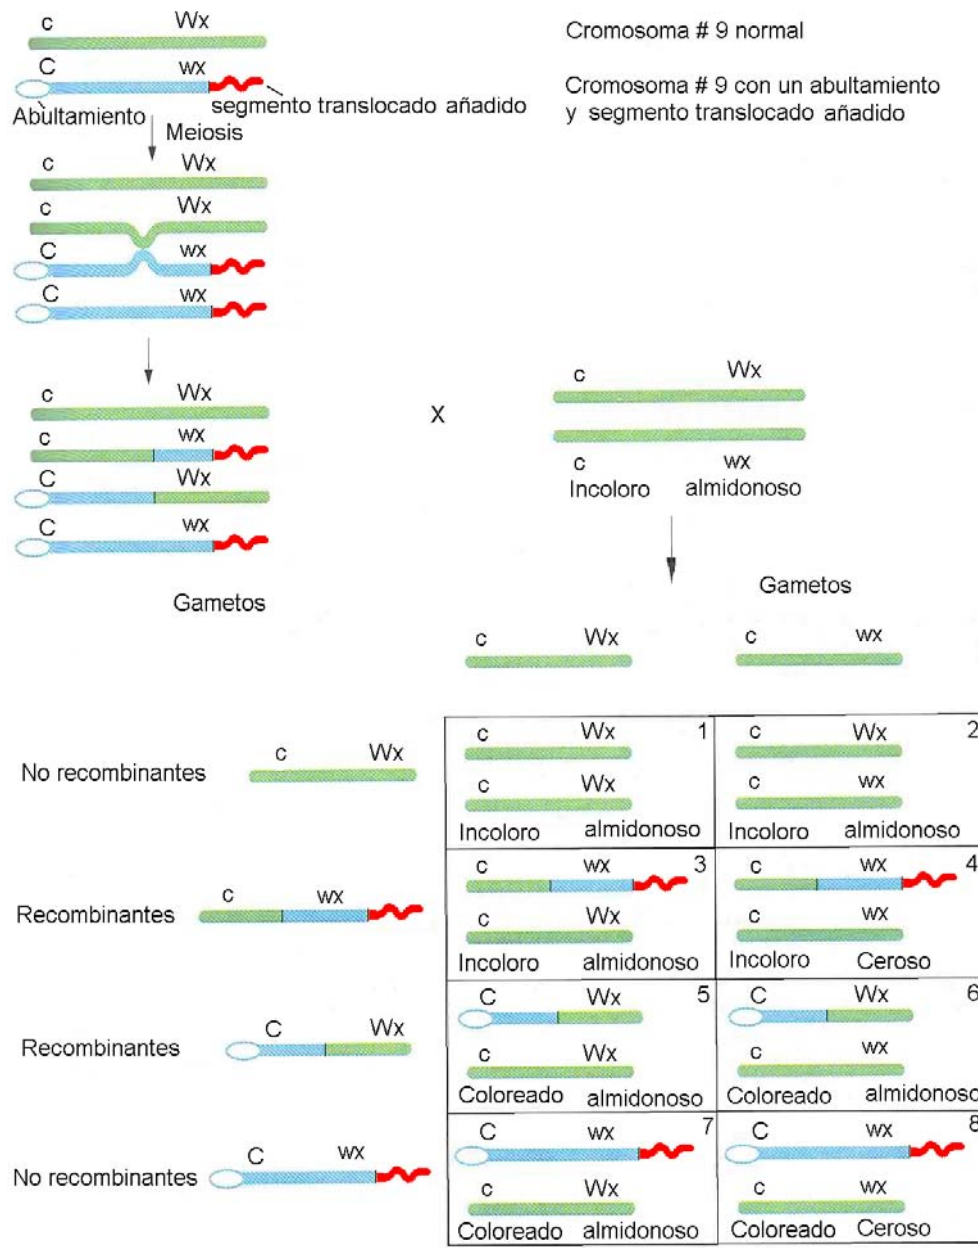 c Wx
Cromosoma # 9 normal
C wx
Cromosoma # 9 con un abultamiento
y segmento translocado añadido
Abultamiento
segmento translocado añadido
Meiosis
c Wx
c Wx
C wx
C wx
c Wx
c wx
C Wx
C wx
X
c Wx
c wx
Incoloro almidonoso
Gametos
Gametos
c Wx
c wx
No recombinantes
c Wx
c Wx 1
Incoloro almidonoso
c Wx 2
c wx
Incoloro almidonoso
Recombinantes
c wx
c wx 3
c Wx
Incoloro almidonoso
c wx 4
c wx
Incoloro Ceroso
Recombinantes
C Wx
C Wx 5
c Wx
Coloreado almidonoso
C Wx 6
c wx
Coloreado almidonoso
No recombinantes
C wx
C wx 7
c Wx
Coloreado almidonoso
C wx 8
c wx
Coloreado Ceroso